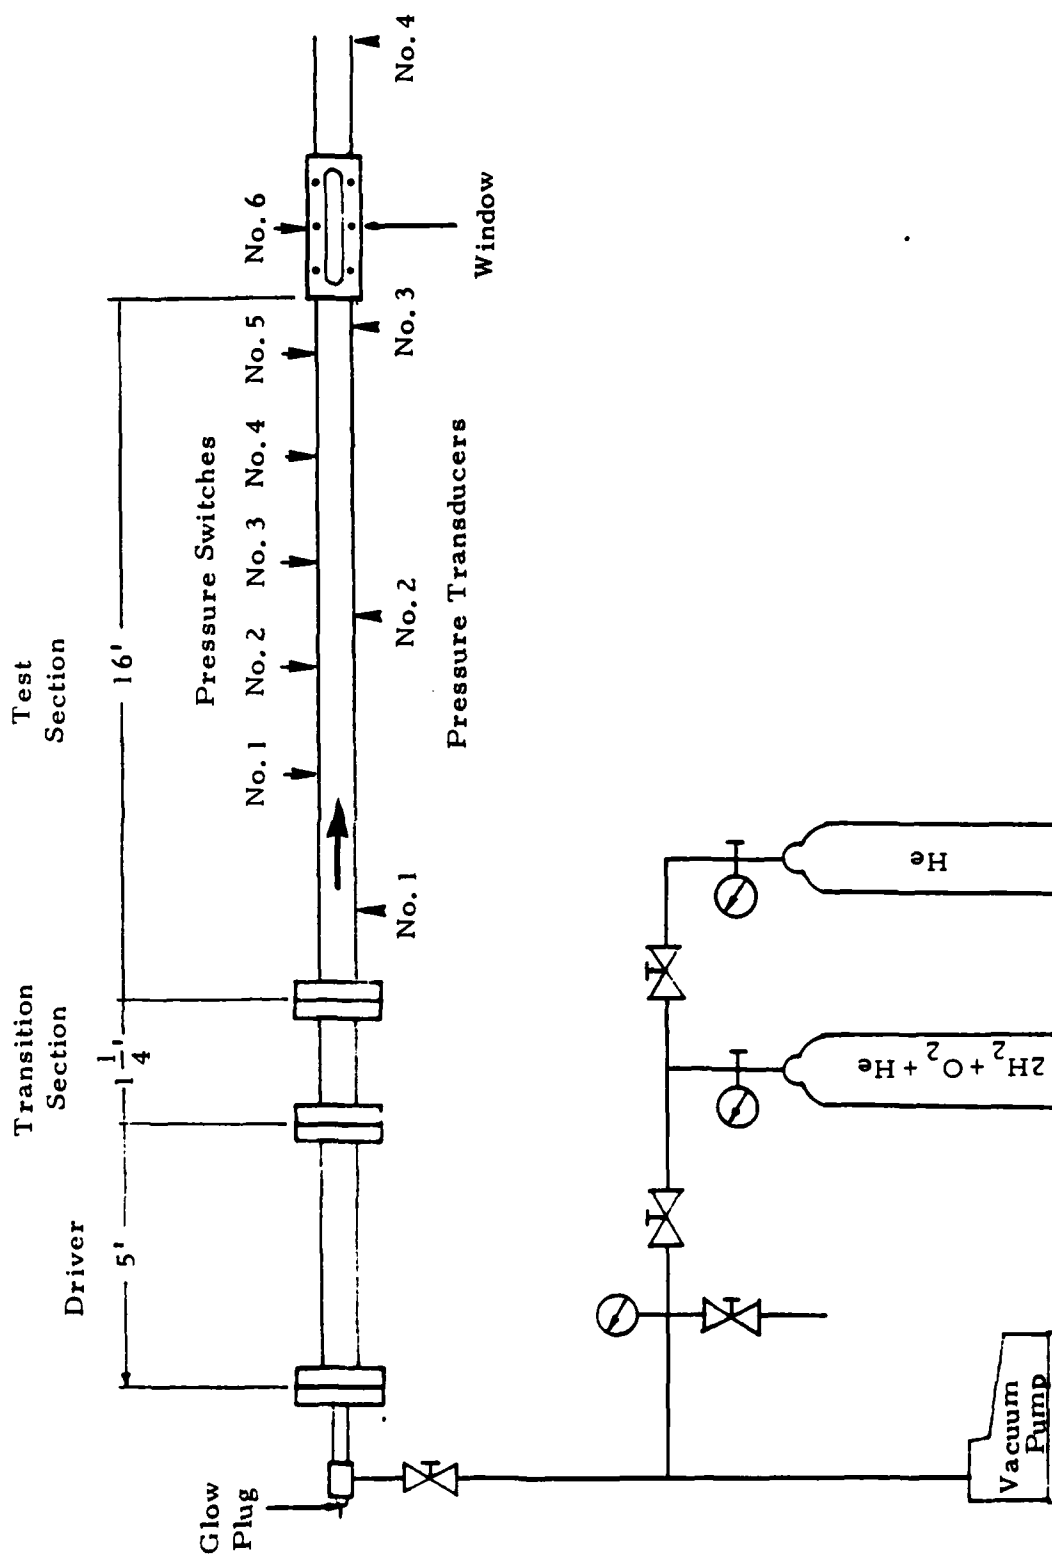 Test
Section
Transition
Section
Driver
16'
1 1/4'
5'
Pressure Switches
No. 1
No. 2
No. 3
No. 4
No. 5
No. 6
No. 1
No. 2
No. 3
No. 4
Pressure Transducers
Window
Glow
Plug
He
2H2 + O2 + He
Vacuum
Pump